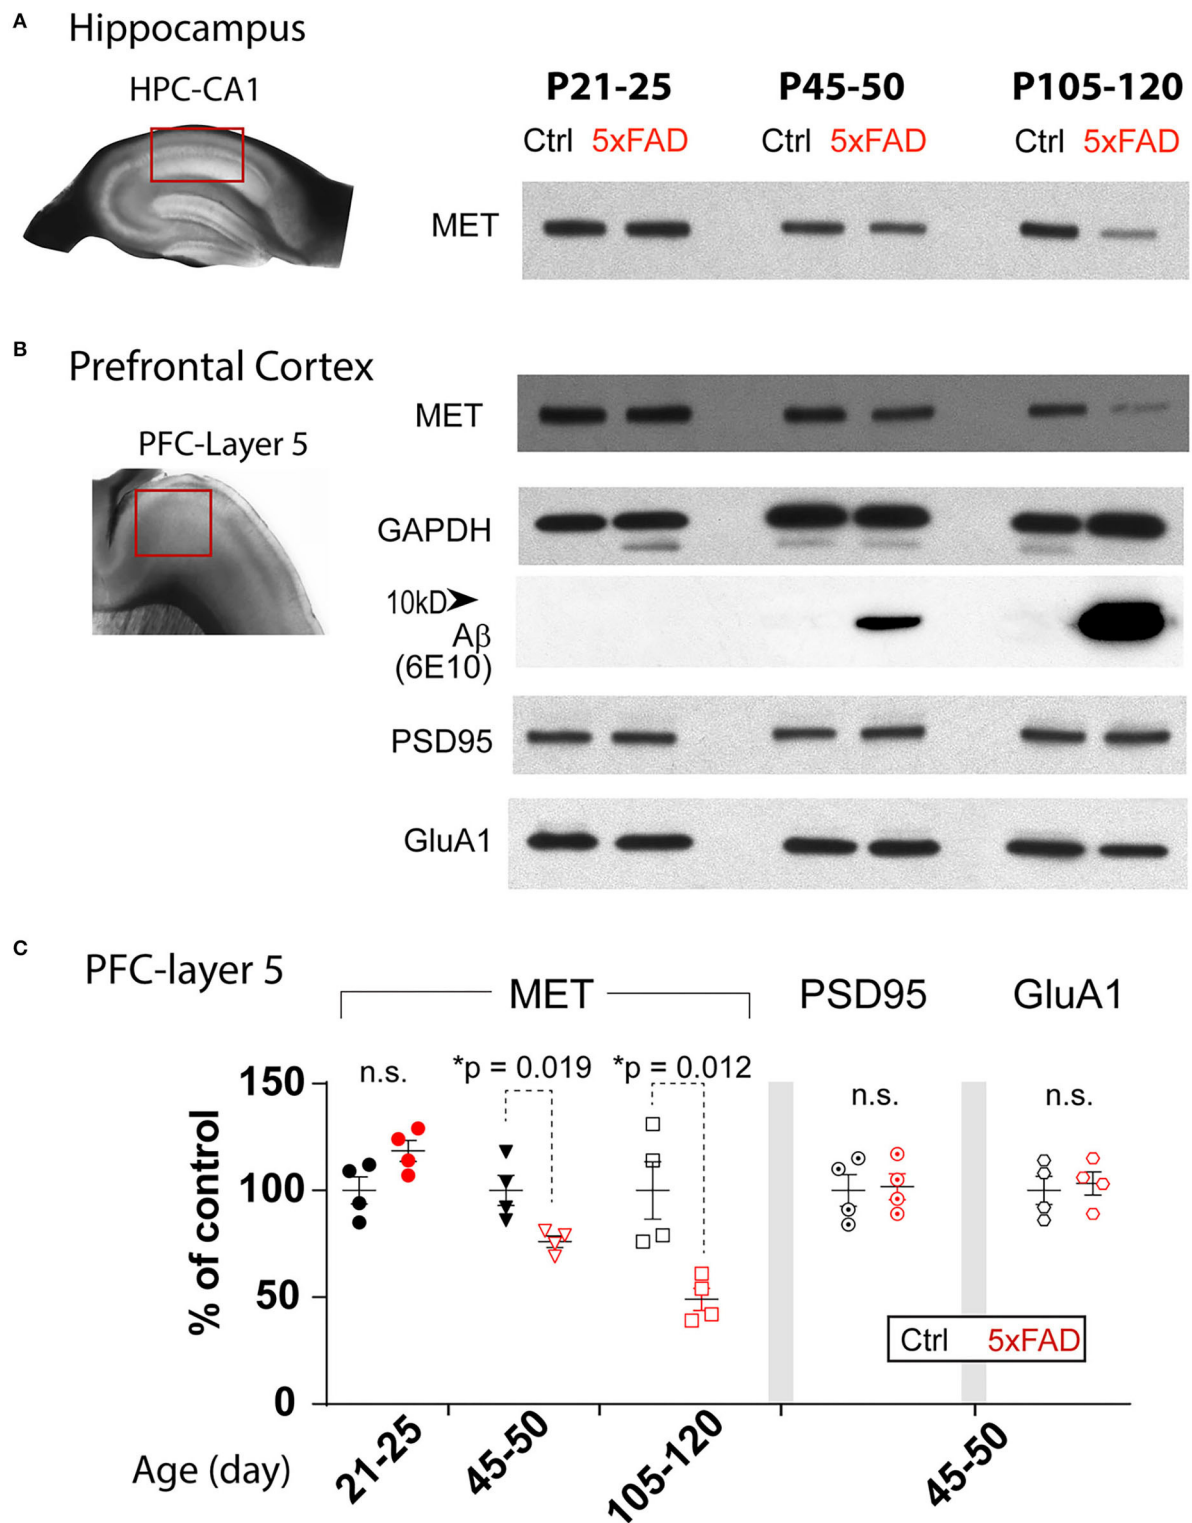 A Hippocampus
HPC-CA1
P21-25 P45-50 P105-120
Ctrl 5xFAD Ctrl 5xFAD Ctrl 5xFAD
MET
B Prefrontal Cortex
PFC-Layer 5
MET
GAPDH
10kD
Aβ
(6E10)
PSD95
GluA1
C PFC-layer 5
MET PSD95 GluA1
n.s. *p = 0.019 *p = 0.012 n.s. n.s.
% of control
150
100
50
0
Ctrl 5xFAD
Age (day) 21-25 45-50 105-120 45-50